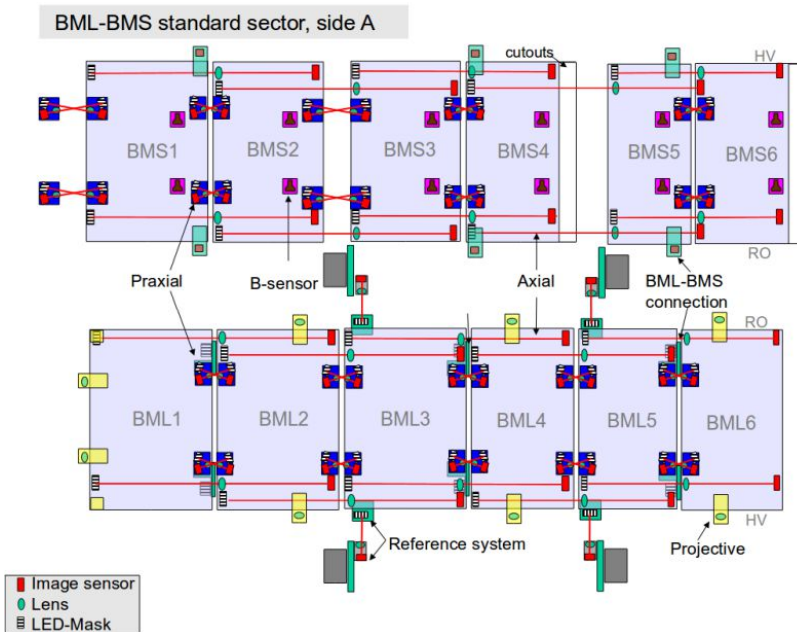 BML-BMS standard sector, side A
cutouts
HV
BMS1
BMS2
BMS3
BMS4
BMS5
BMS6
RO
Praxial
B-sensor
Axial
BML-BMS
connection
RO
BML1
BML2
BML3
BML4
BML5
BML6
HV
Reference system
Projective
Image sensor
Lens
LED-Mask